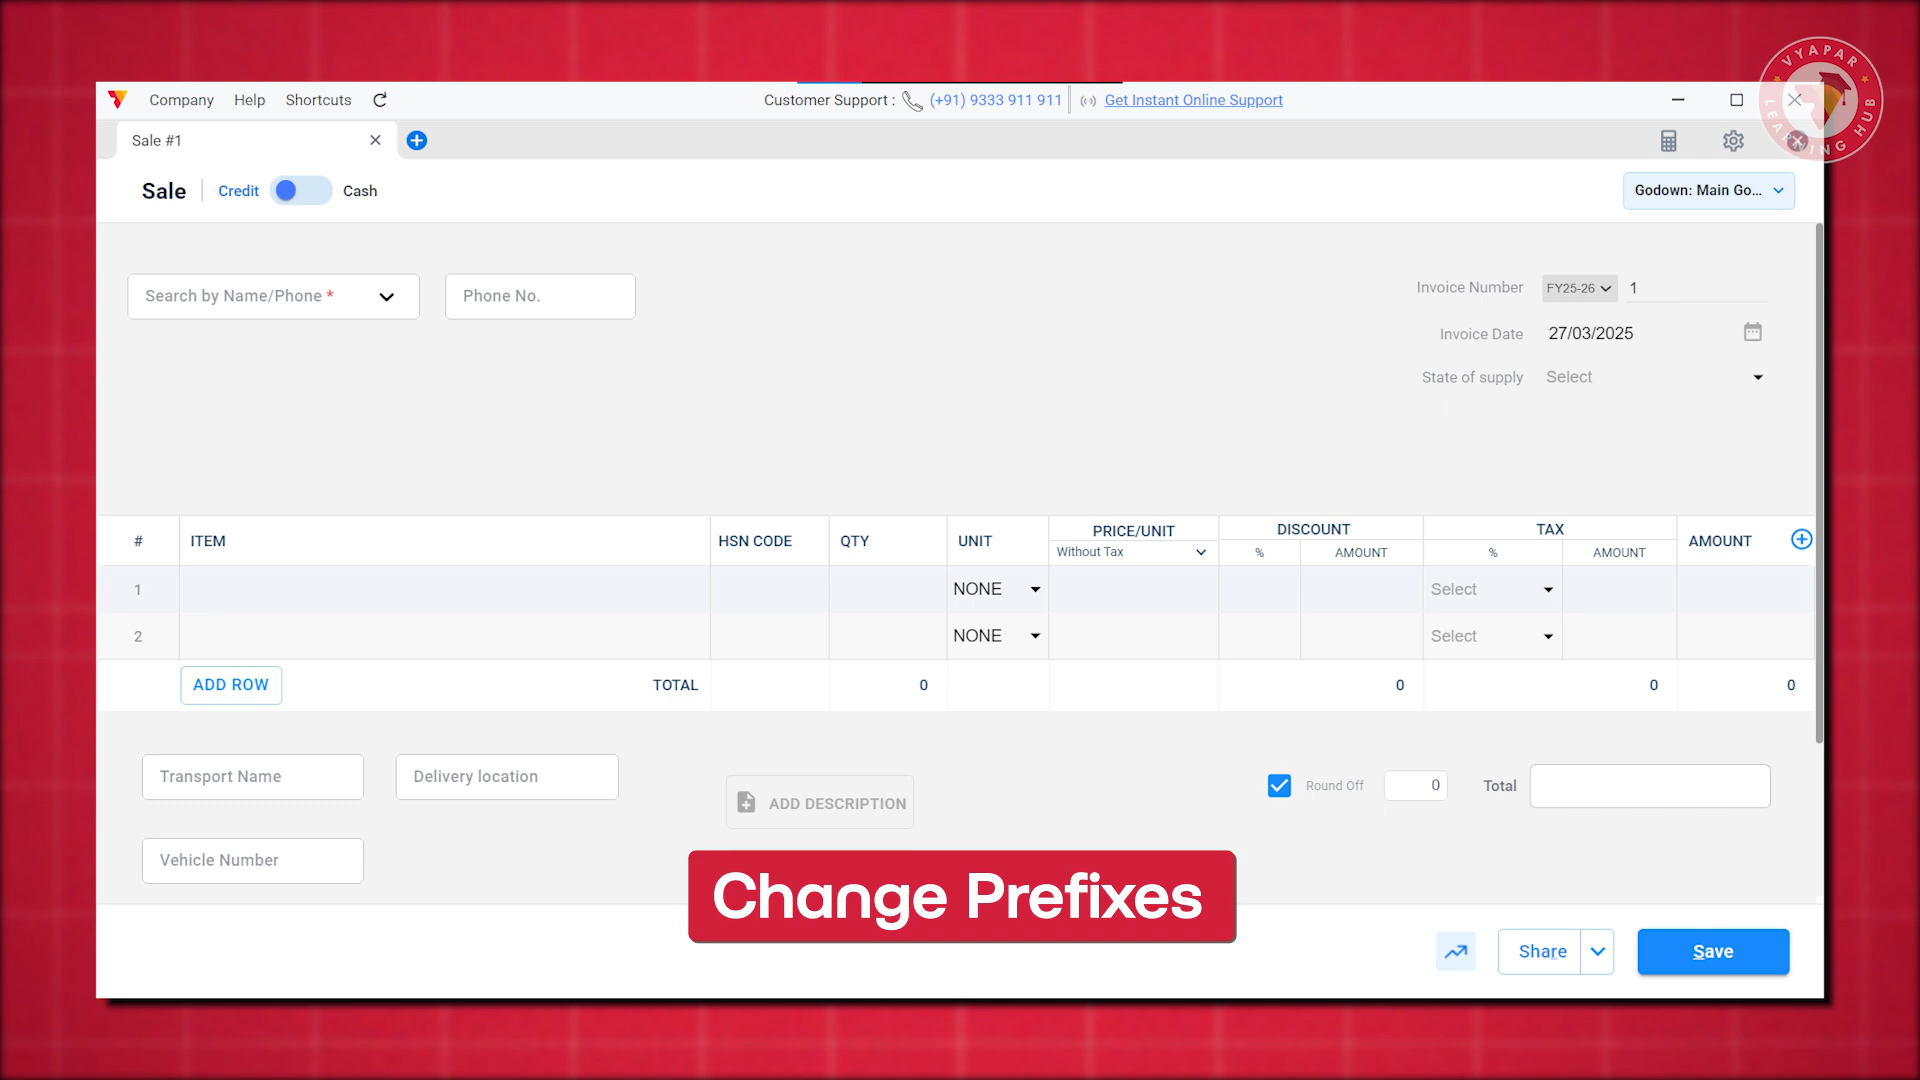 VYAPAR
LEARNING HUB
Company Help Shortcuts
Customer Support : (+91) 9333 911 911 Get Instant Online Support
Sale #1
Sale Credit Cash
Godown: Main Go...
Search by Name/Phone * Phone No.
Invoice Number FY25-26 1
Invoice Date 27/03/2025
State of supply Select
# ITEM HSN CODE QTY UNIT PRICE/UNIT DISCOUNT TAX AMOUNT
Without Tax % AMOUNT % AMOUNT
1 NONE Select
2 NONE Select
ADD ROW TOTAL 0 0 0 0
Transport Name Delivery location
ADD DESCRIPTION
Round Off 0 Total
Vehicle Number
Change Prefixes
Share Save